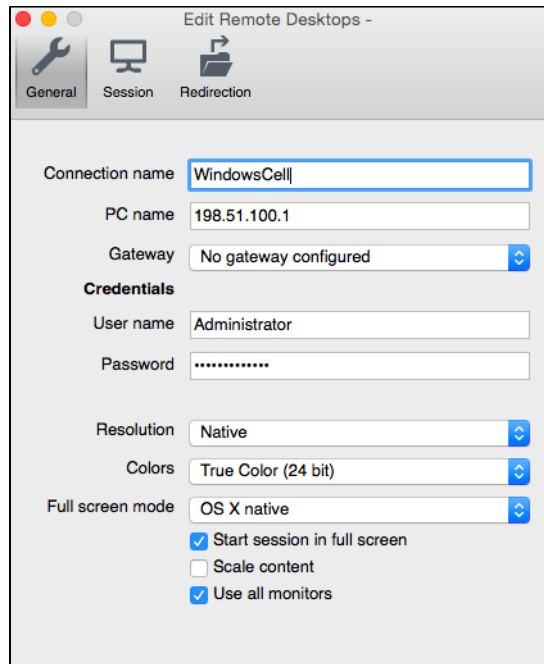 Edit Remote Desktops -
General Session Redirection
Connection name WindowsCell
PC name 198.51.100.1
Gateway No gateway configured
Credentials
User name Administrator
Password •••••••••••••
Resolution Native
Colors True Color (24 bit)
Full screen mode OS X native
Start session in full screen
Scale content
Use all monitors